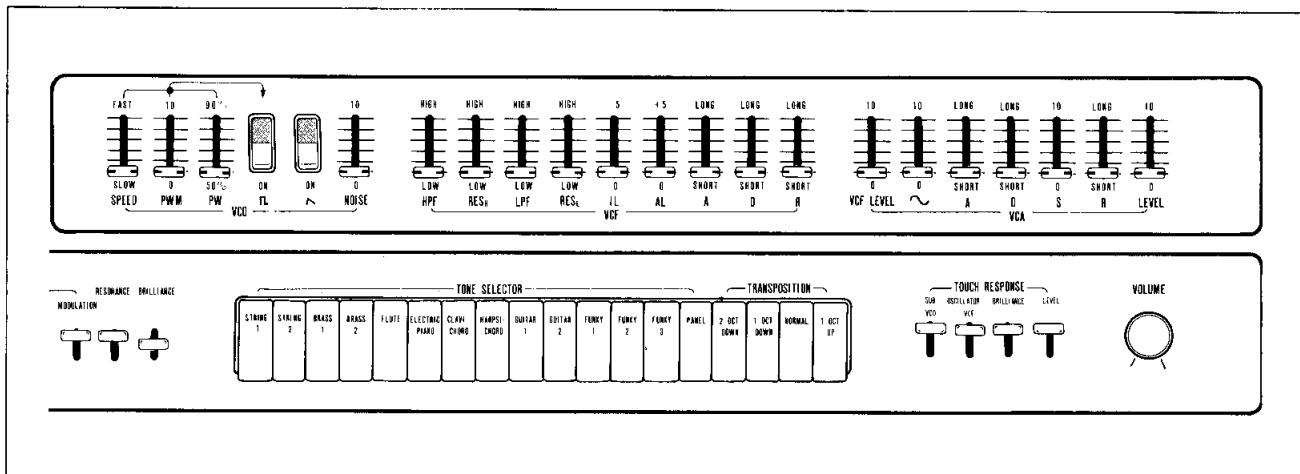 FAST 10 90% 10 HIGH HIGH HIGH HIGH 5 +5 LONG LONG LONG 10 10 LONG LONG 10 LONG 10
SLOW 0 50% ON ON 0 LOW LOW LOW LOW 0 0 SHORT SHORT SHORT 0 0 SHORT SHORT 0 SHORT 0
SPEED PWM PW NOISE HPF RESH LPF RESL IL AL A D R VCF LEVEL A D S R LEVEL
VCO VCF VCA
MODULATION RESONANCE BRILLIANCE
TONE SELECTOR
TRANSPOSITION
STRING 1
STRING 2
BRASS 1
BRASS 2
FLUTE
ELECTRIC PIANO
CLAVI CHORD
HARPSI- CHORD
GUITAR 1
GUITAR 2
FUNKY 1
FUNKY 2
FUNKY 3
PANEL
2 OCT DOWN
1 OCT DOWN
NORMAL
1 OCT UP
TOUCH RESPONSE
SUB OSCILLATOR BRILLIANCE LEVEL
VCO VCF
VOLUME